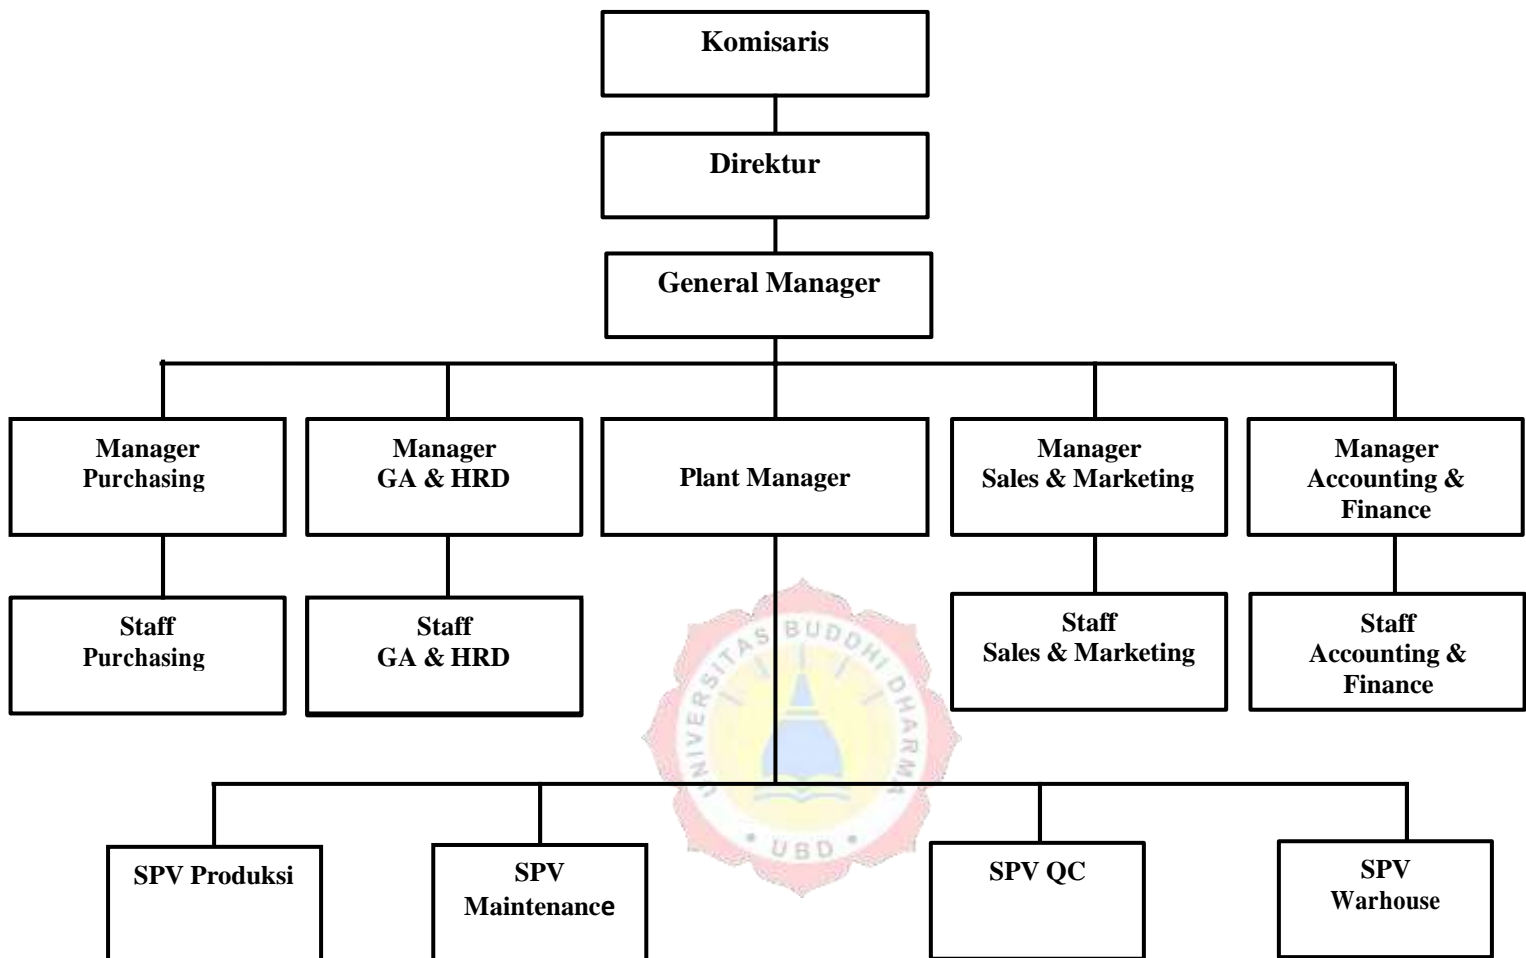 Komisaris
Direktur
General Manager
Manager
Purchasing
Manager
GA & HRD
Plant Manager
Manager
Sales & Marketing
Manager
Accounting &
Finance
Staff
Purchasing
Staff
GA & HRD
Staff
Sales & Marketing
Staff
Accounting &
Finance
UNIVERSITAS BUDDHI DHARMA
• UBD •
SPV Produksi
SPV
Maintenance
SPV QC
SPV
Warhouse